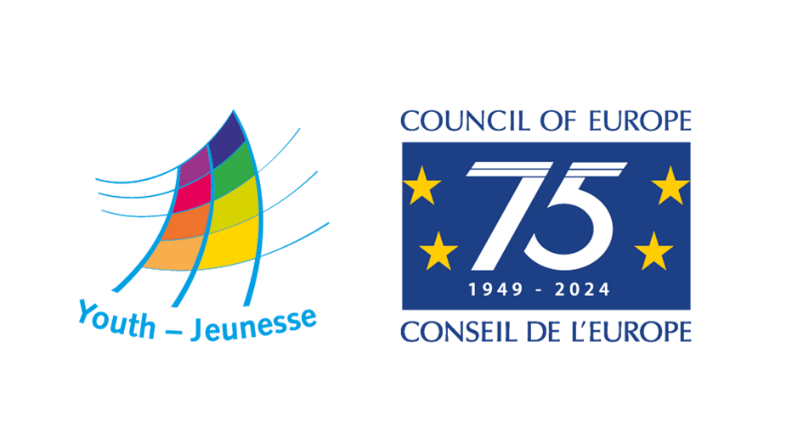 Youth – Jeunesse
COUNCIL OF EUROPE
75
1949 - 2024
CONSEIL DE L'EUROPE